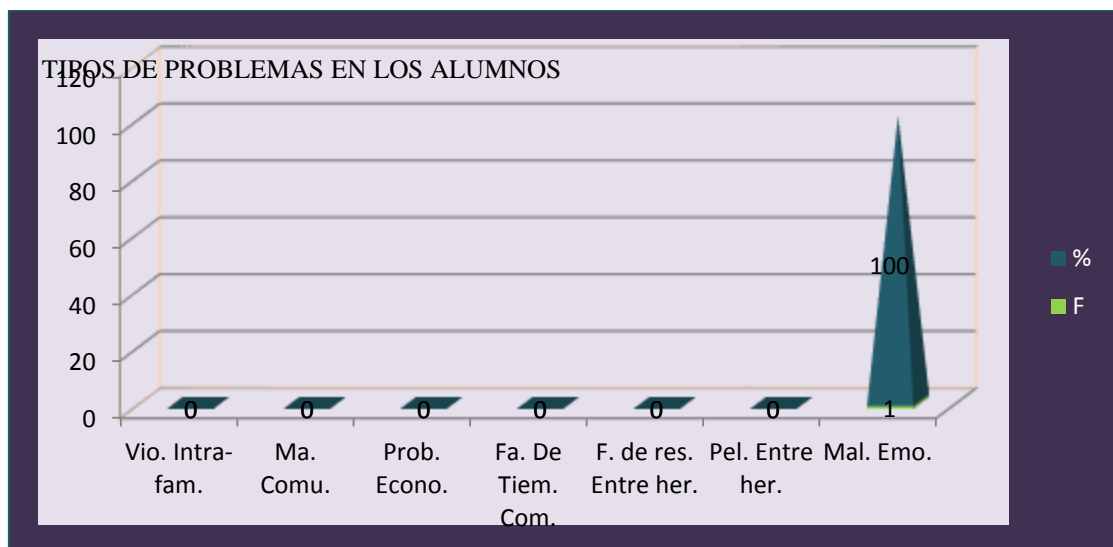 TIPOS DE PROBLEMAS EN LOS ALUMNOS
120
100
80
60
40
20
0
100
0
0
0
0
0
0
1
Vio. Intra-
fam.
Ma.
Comu.
Prob.
Econo.
Fa. De
Tiem.
Com.
F. de res.
Entre her.
Pel. Entre
her.
Mal. Emo.
%
F